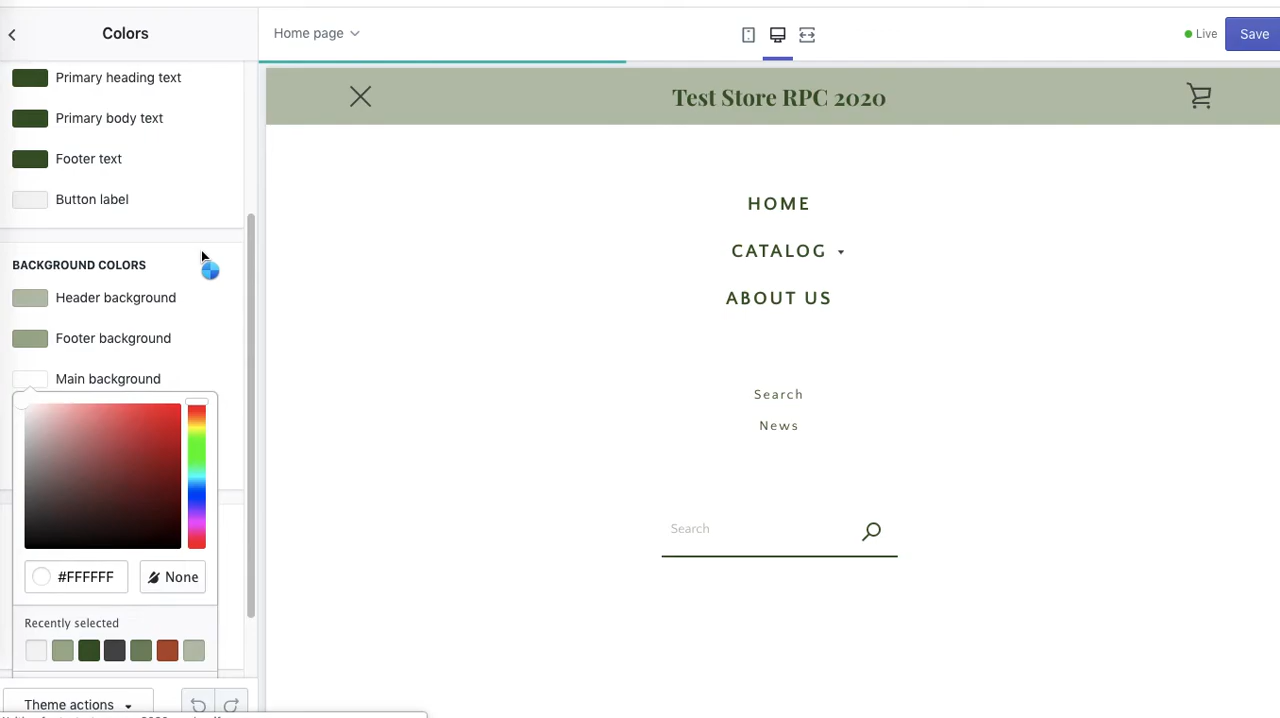 Colors
Home page
Live
Save
Primary heading text
Primary body text
Footer text
Button label
BACKGROUND COLORS
Header background
Footer background
Main background
#FFFFFF
None
Recently selected
Theme actions
Test Store RPC 2020
HOME
CATALOG
ABOUT US
Search
News
Search